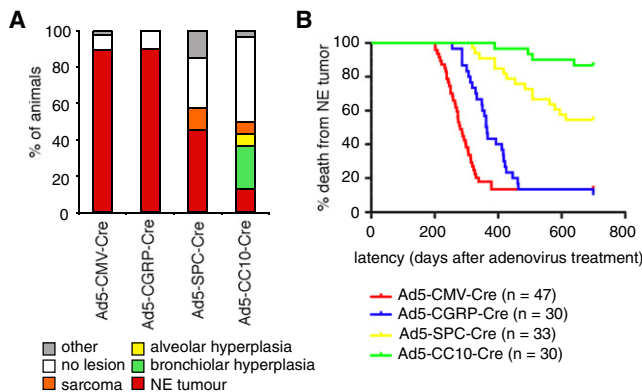 A
% of animals
100
80
60
40
20
0
Ad5-CMV-Cre
Ad5-CGRP-Cre
Ad5-SPC-Cre
Ad5-CC10-Cre
other
no lesion
sarcoma
alveolar hyperplasia
bronchiolar hyperplasia
NE tumour
B
% death from NE tumor
100
80
60
40
20
0
0 200 400 600 800
latency (days after adenovirus treatment)
Ad5-CMV-Cre (n = 47)
Ad5-CGRP-Cre (n = 30)
Ad5-SPC-Cre (n = 33)
Ad5-CC10-Cre (n = 30)